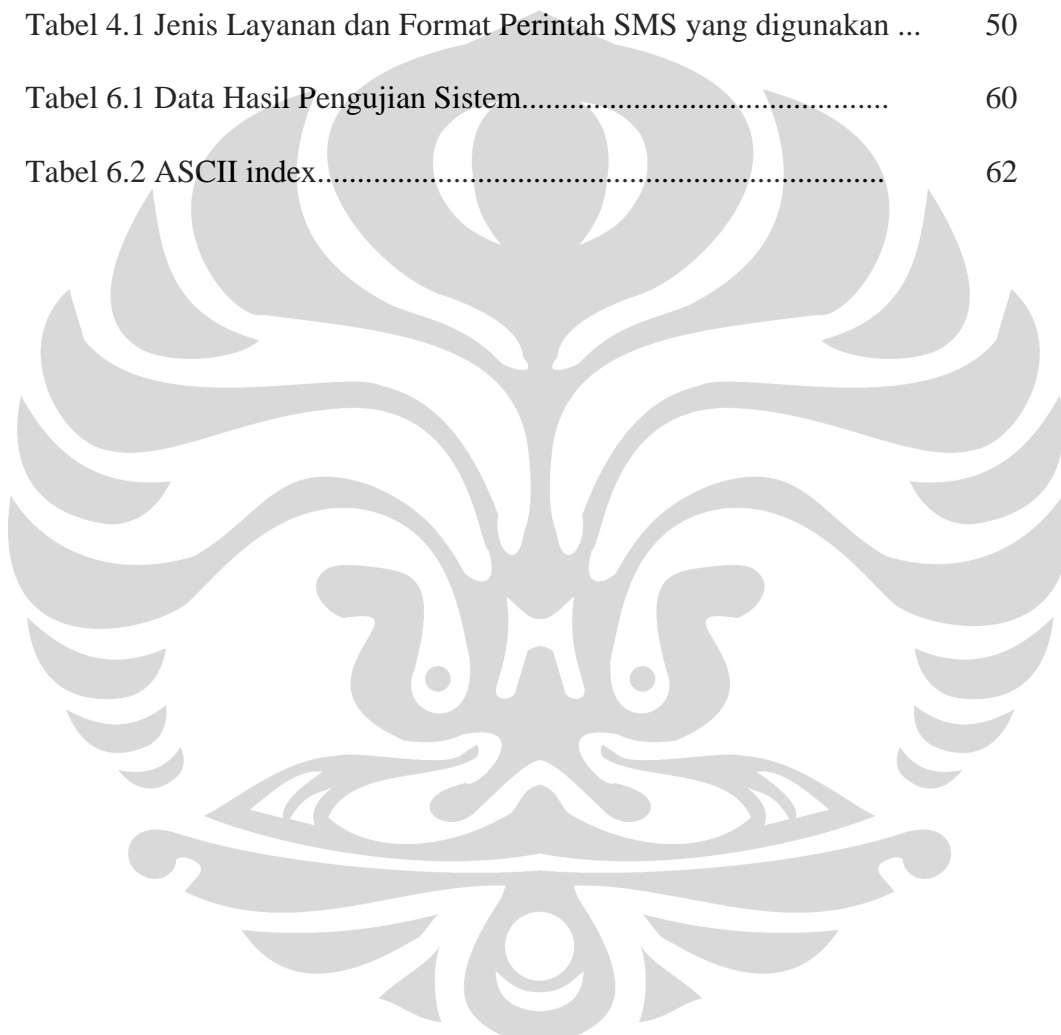 Tabel 4.1 Jenis Layanan dan Format Perintah SMS yang digunakan ... 50
Tabel 6.1 Data Hasil Pengujian Sistem............................................ 60
Tabel 6.2 ASCII index..................................................................... 62